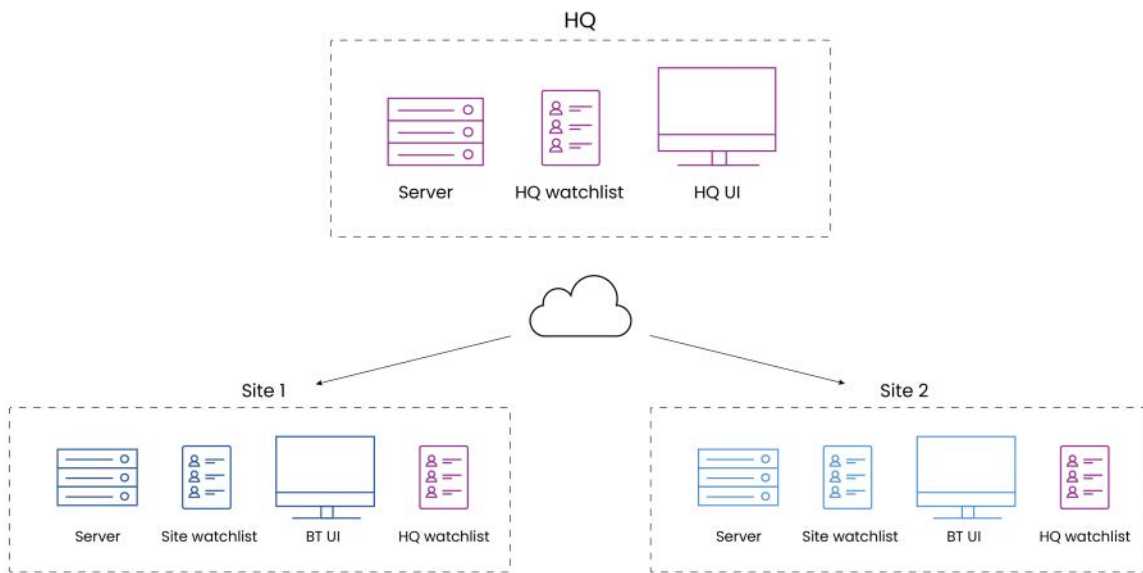 HQ
Server
HQ watchlist
HQ UI
Site 1
Site 2
Server
Site watchlist
BT UI
HQ watchlist
Server
Site watchlist
BT UI
HQ watchlist